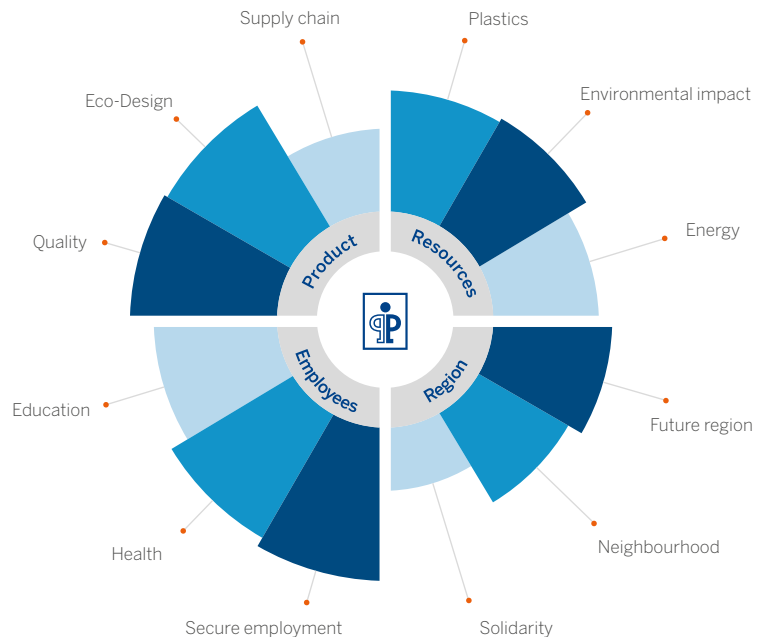 Supply chain
Plastics
Eco-Design
Environmental impact
Quality
Energy
Product
Resources
Employees
Region
Education
Future region
Health
Neighbourhood
Secure employment
Solidarity